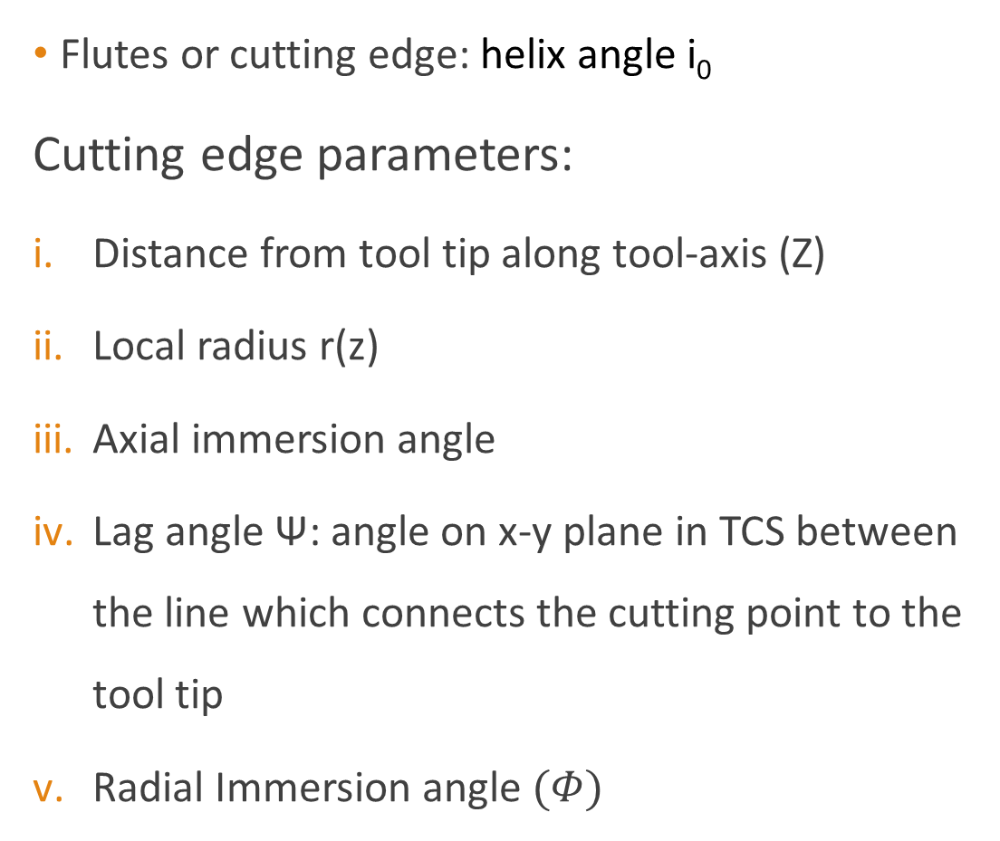 • Flutes or cutting edge: helix angle i₀
Cutting edge parameters:
i. Distance from tool tip along tool-axis (Z)
ii. Local radius r(z)
iii. Axial immersion angle
iv. Lag angle Ψ: angle on x-y plane in TCS between
the line which connects the cutting point to the
tool tip
v. Radial Immersion angle (Φ)